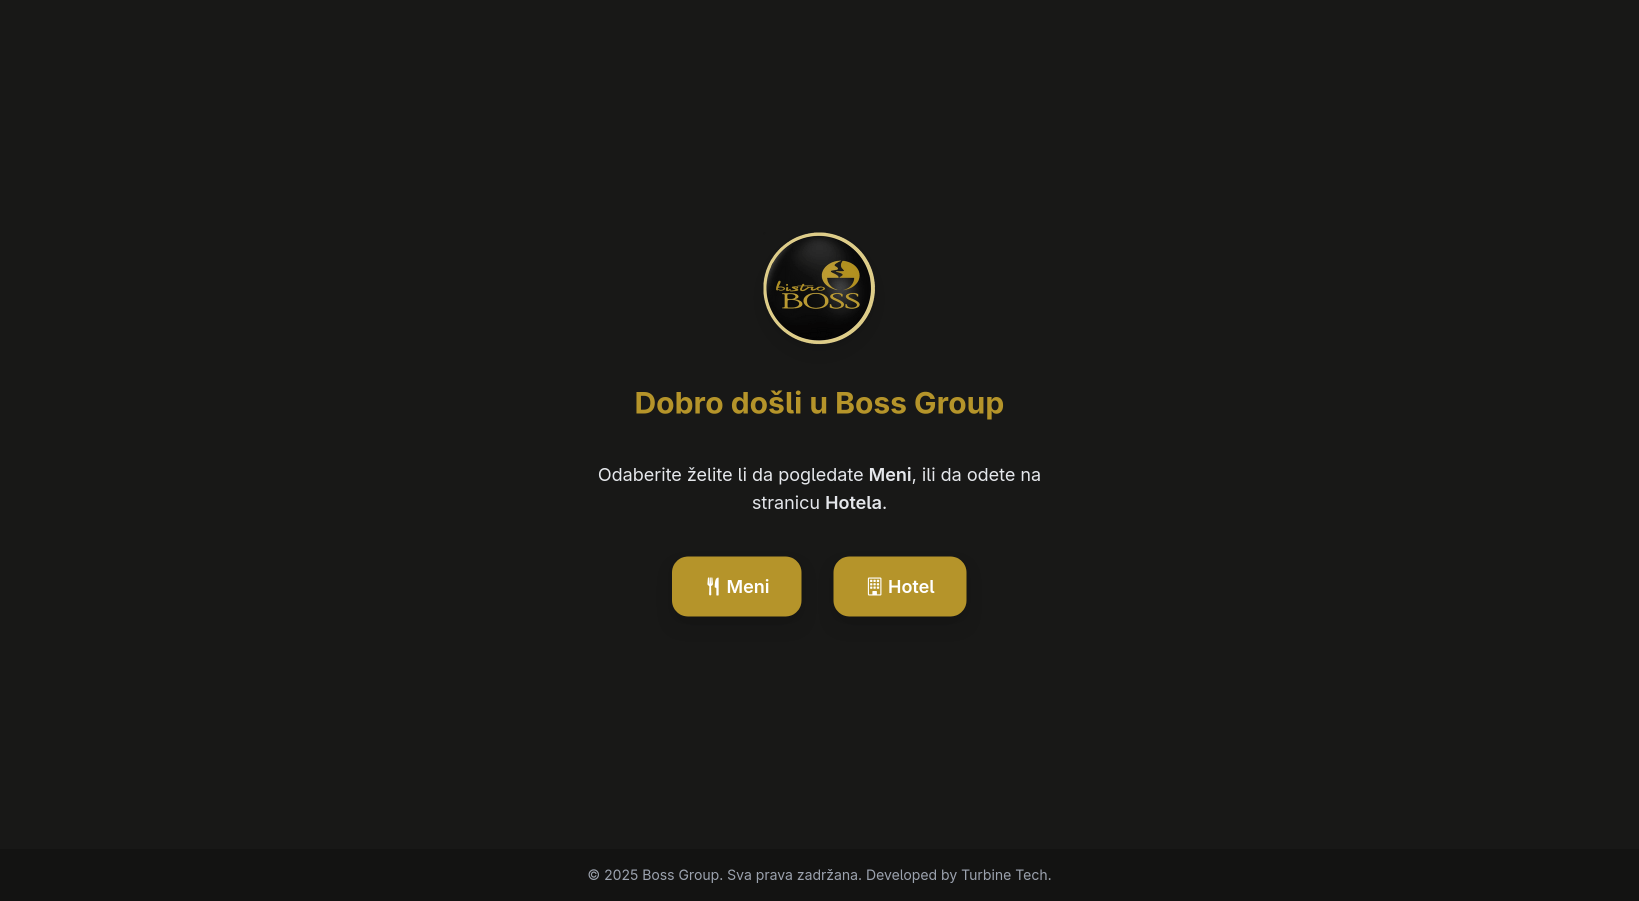 bistro
BOSS
Dobro došli u Boss Group
Odaberite želite li da pogledate Meni, ili da odete na
stranicu Hotela.
Meni
Hotel
© 2025 Boss Group. Sva prava zadržana. Developed by Turbine Tech.